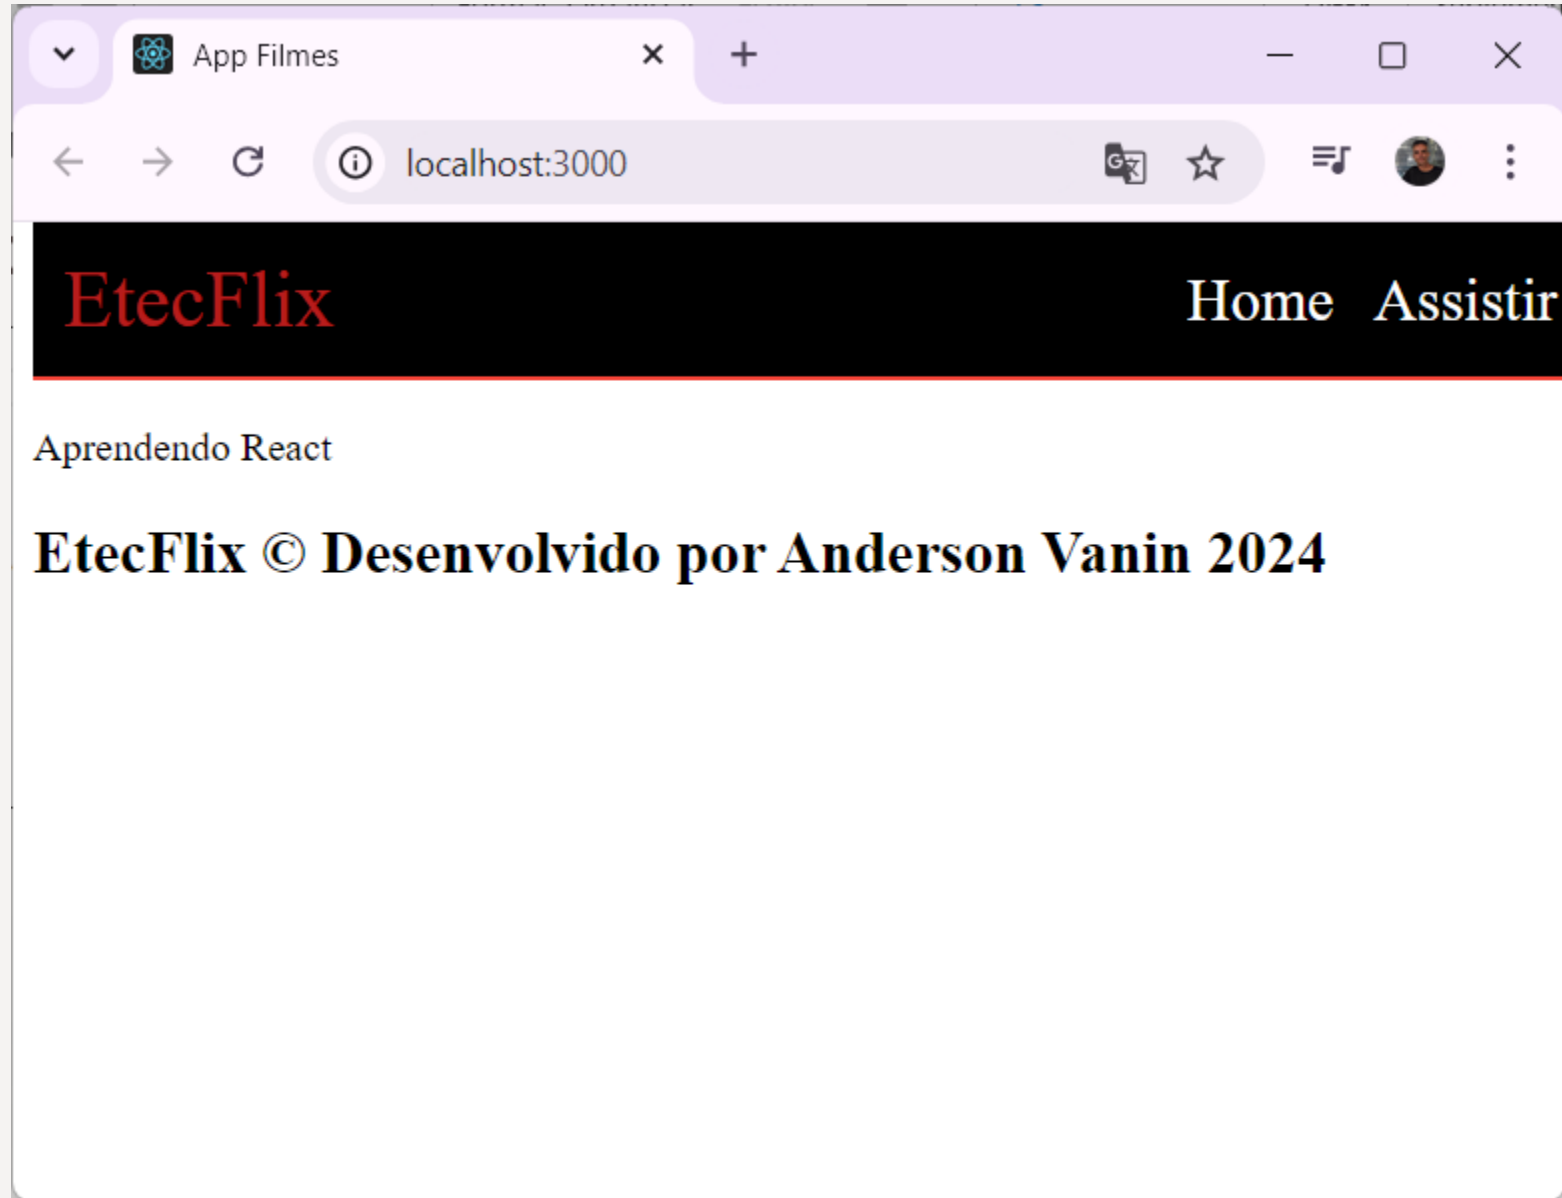 App Filmes
localhost:3000
EtecFlix
Home Assistir
Aprendendo React
EtecFlix © Desenvolvido por Anderson Vanin 2024